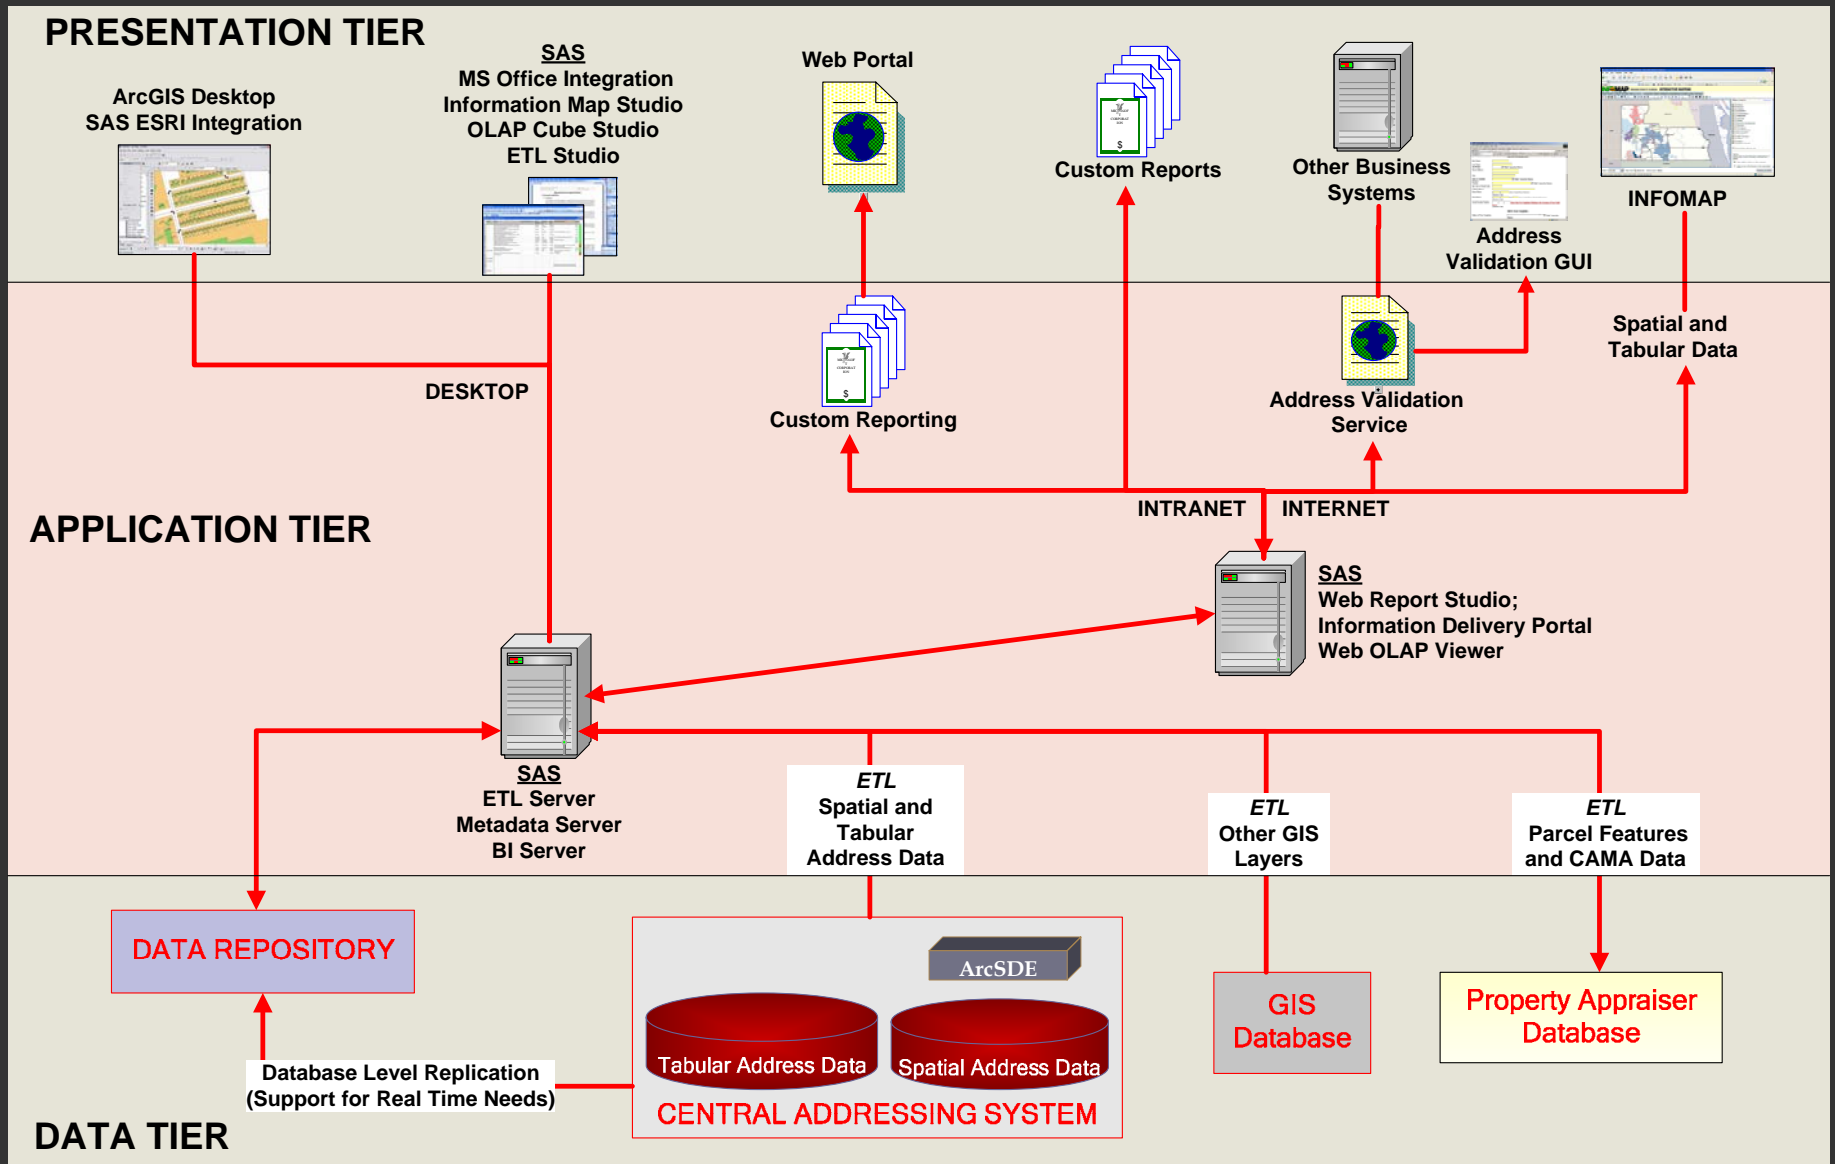 PRESENTATION TIER
ArcGIS Desktop
SAS ESRI Integration
SAS
MS Office Integration
Information Map Studio
OLAP Cube Studio
ETL Studio
Web Portal
Custom Reports
$
Other Business
Systems
Address
Validation GUI
INFOMAP
DESKTOP
Custom Reporting
$
Address Validation
Service
Spatial and
Tabular Data
INTRANET
INTERNET
APPLICATION TIER
SAS
Web Report Studio;
Information Delivery Portal
Web OLAP Viewer
SAS
ETL Server
Metadata Server
BI Server
ETL
Spatial and
Tabular
Address Data
ETL
Other GIS
Layers
ETL
Parcel Features
and CAMA Data
DATA REPOSITORY
ArcSDE
Tabular Address Data
Spatial Address Data
CENTRAL ADDRESSING SYSTEM
GIS
Database
Property Appraiser
Database
Database Level Replication
(Support for Real Time Needs)
DATA TIER